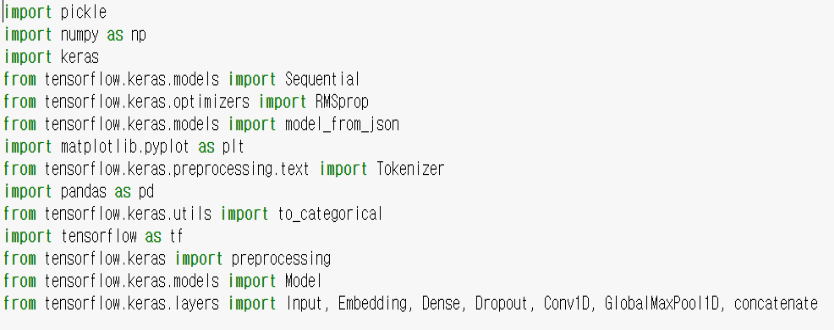 import pickle
import numpy as np
import keras
from tensorflow.keras.models import Sequential
from tensorflow.keras.optimizers import RMSprop
from tensorflow.keras.models import model_from_json
import matplotlib.pyplot as plt
from tensorflow.keras.preprocessing.text import Tokenizer
import pandas as pd
from tensorflow.keras.utils import to_categorical
import tensorflow as tf
from tensorflow.keras import preprocessing
from tensorflow.keras.models import Model
from tensorflow.keras.layers import Input, Embedding, Dense, Dropout, Conv1D, GlobalMaxPool1D, concatenate